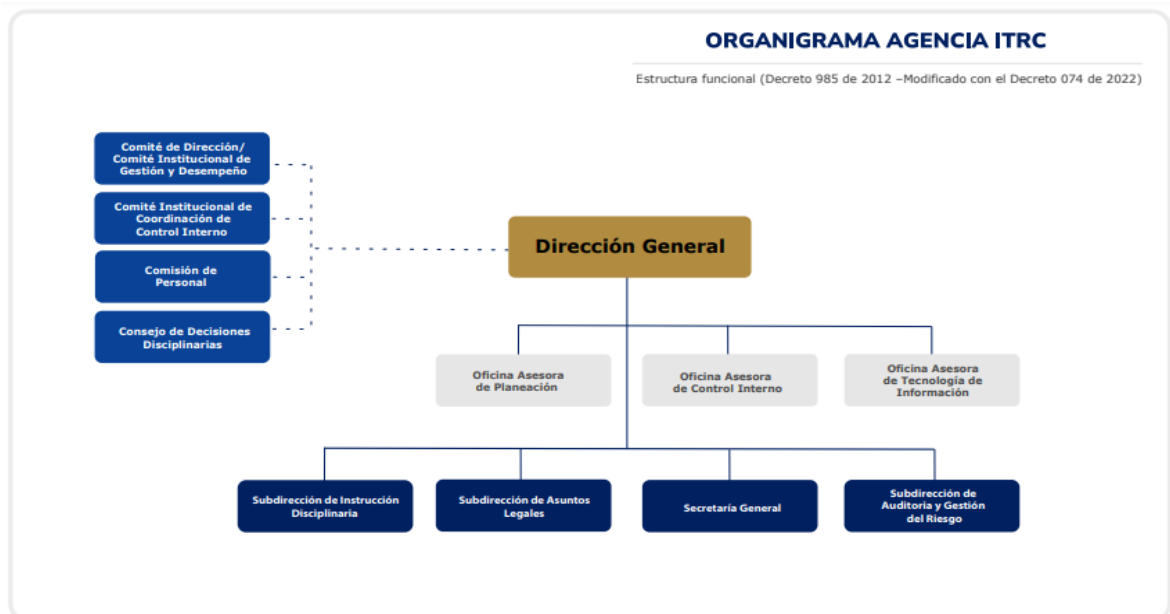 ORGANIGRAMA AGENCIA ITRC
Estructura funcional (Decreto 985 de 2012 –Modificado con el Decreto 074 de 2022)
Comité de Dirección/
Comité Institucional de
Gestión y Desempeño
Comité Institucional de
Coordinación de
Control Interno
Comisión de
Personal
Consejo de Decisiones
Disciplinarias
Dirección General
Oficina Asesora
de Planeación
Oficina Asesora
de Control Interno
Oficina Asesora
de Tecnología de
Información
Subdirección de Instrucción
Disciplinaria
Subdirección de Asuntos
Legales
Secretaría General
Subdirección de
Auditoria y Gestión
del Riesgo